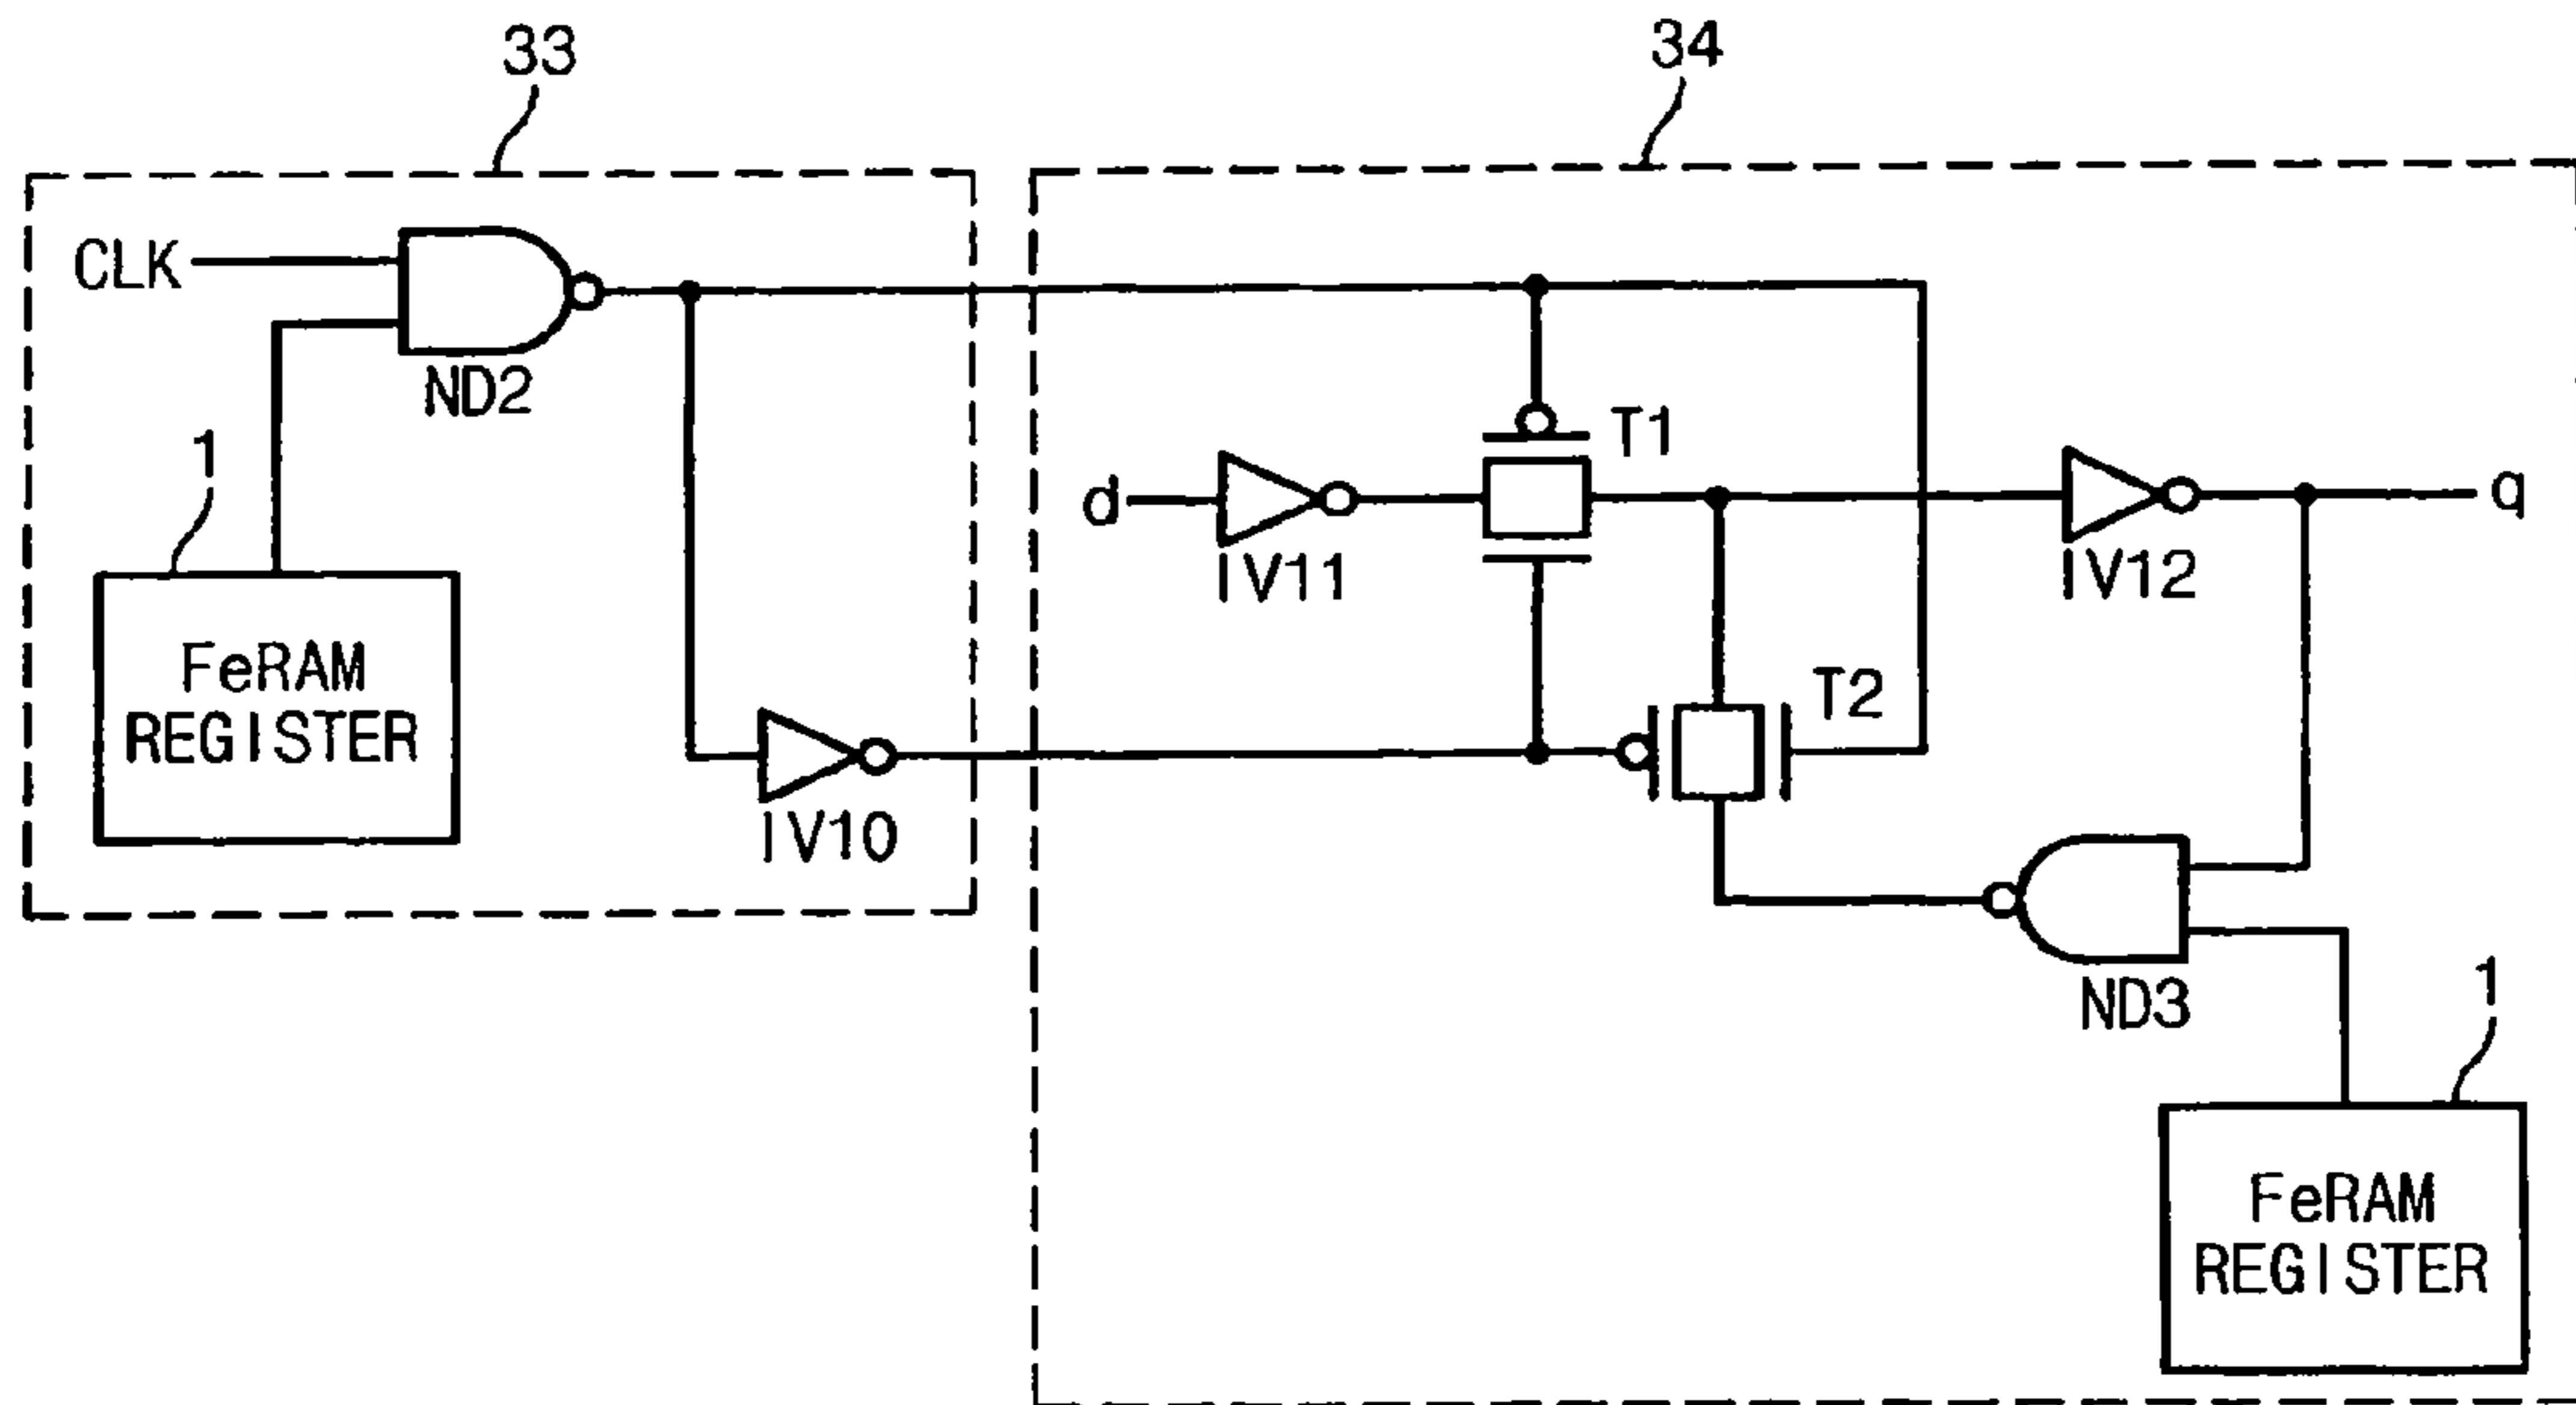 33
34
CLK
ND2
1
FeRAM
REGISTER
IV10
d
IV11
T1
T2
IV12
q
ND3
1
FeRAM
REGISTER